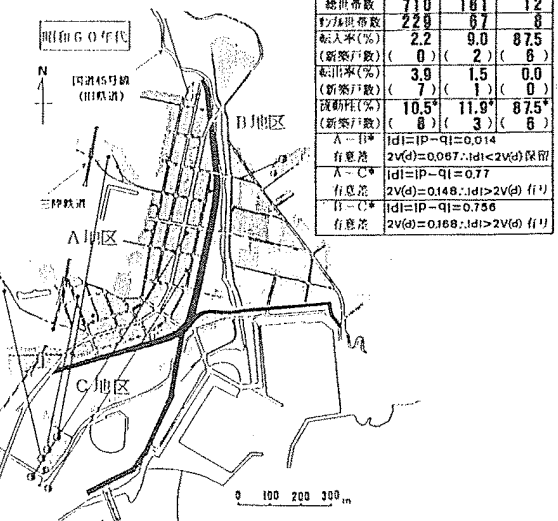 昭和60年代
N
国道45号線
(旧県道)
三陸鉄道
A地区
B地区
C地区
0 100 200 300 m
総世帯数 710 161 12
サンプル世帯数 229 67 8
転入率(%) 2.2 9.0 87.5
(新築戸数) ( 0 ) ( 2 ) ( 6 )
転出率(%) 3.9 1.5 0.0
(新築戸数) ( 7 ) ( 1 ) ( 0 )
流動性(%) 10.5* 11.9* 87.5*
(新築戸数) ( 8 ) ( 3 ) ( 6 )
A-B* |d|=|p-q|=0.014
有意差 2V(d)=0.067∴|d|<2V(d)保留
A-C* |d|=|p-q|=0.77
有意差 2V(d)=0.148∴|d|>2V(d) 有り
B-C* |d|=|p-q|=0.756
有意差 2V(d)=0.168∴|d|>2V(d) 有り